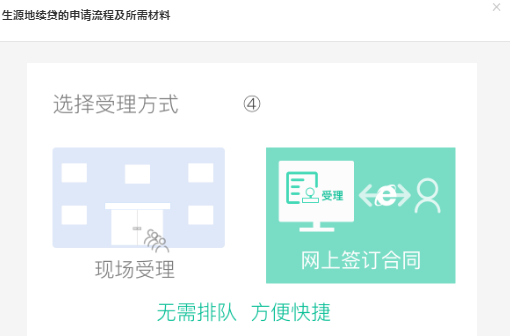 生源地续贷的申请流程及所需材料
选择受理方式 ④
受理
现场受理
网上签订合同
无需排队 方便快捷